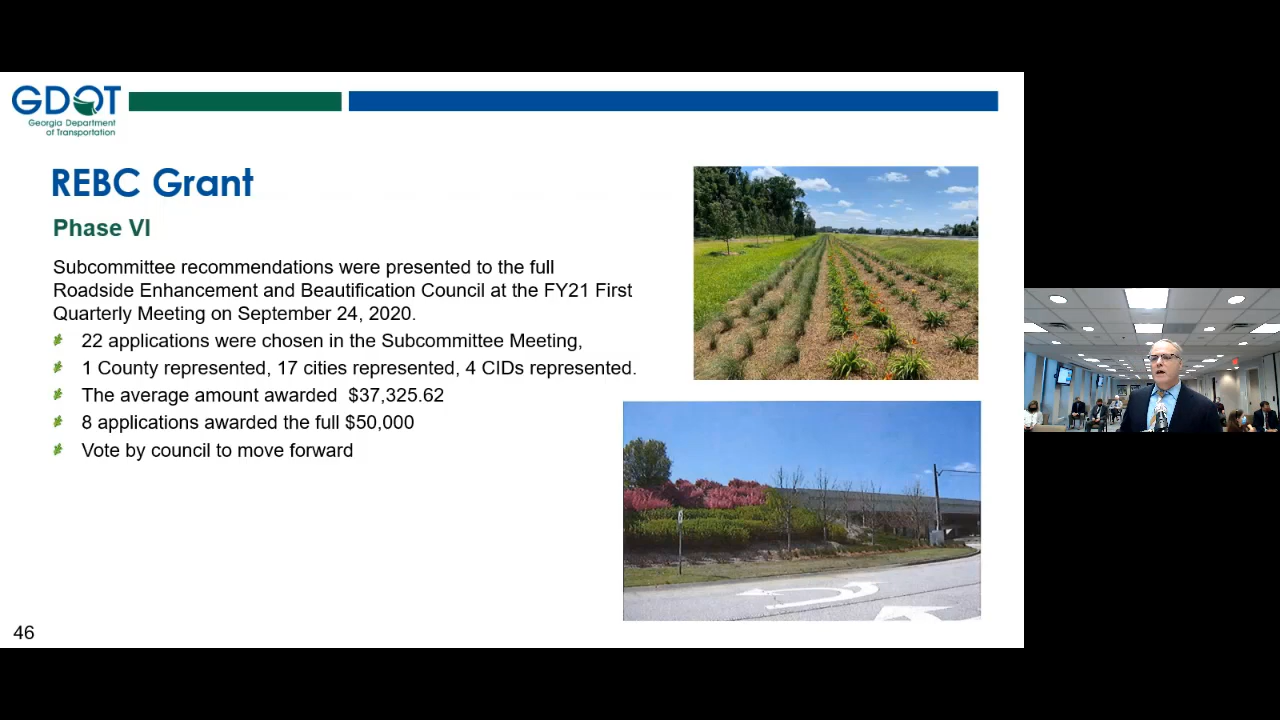 GDOT
Georgia Department
of Transportation
REBC Grant
Phase VI
Subcommittee recommendations were presented to the full
Roadside Enhancement and Beautification Council at the FY21 First
Quarterly Meeting on September 24, 2020.
22 applications were chosen in the Subcommittee Meeting,
1 County represented, 17 cities represented, 4 CIDs represented.
The average amount awarded  $37,325.62
8 applications awarded the full $50,000
Vote by council to move forward
46